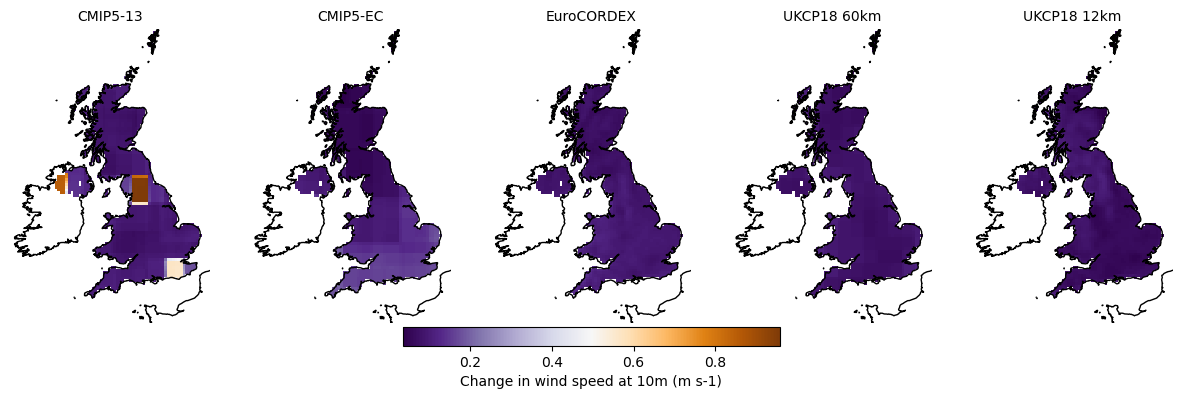 CMIP5-13 CMIP5-EC EuroCORDEX UKCP18 60km UKCP18 12km
0.2 0.4 0.6 0.8
Change in wind speed at 10m (m s-1)